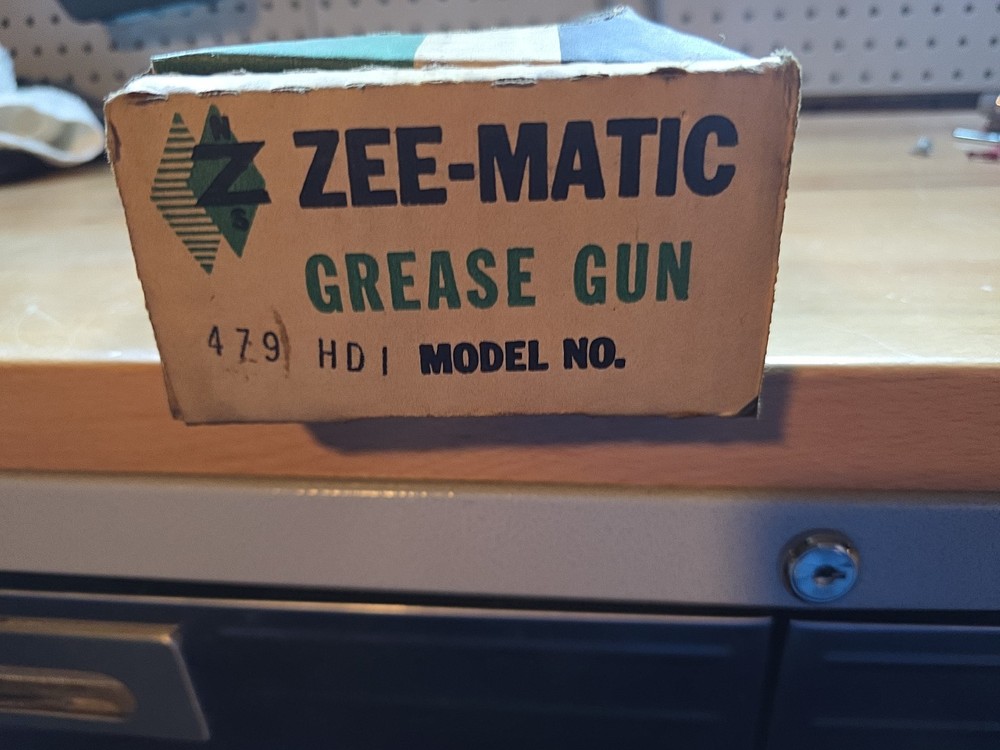 N
Z
S
ZEE-MATIC
GREASE GUN
479 HD1 MODEL NO.